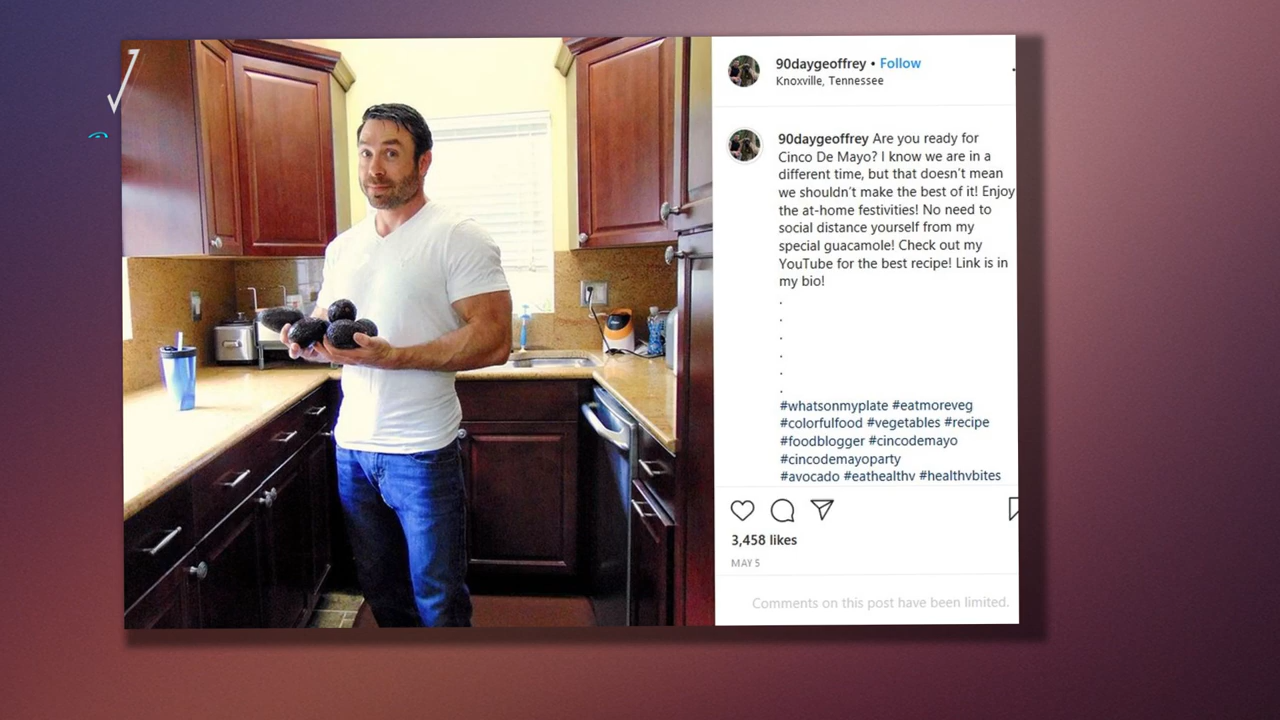 90daygeoffrey • Follow
Knoxville, Tennessee
90daygeoffrey Are you ready for
Cinco De Mayo? I know we are in a
different time, but that doesn't mean
we shouldn't make the best of it! Enjoy
the at-home festivities! No need to
social distance yourself from my
special guacamole! Check out my
YouTube for the best recipe! Link is in
my bio!
.
.
.
.
.
.
#whatsonmyplate #eatmoreveg
#colorfulfood #vegetables #recipe
#foodblogger #cincodemayo
#cincodemayoparty
#avocado #eathealthy #healthybites
3,458 likes
MAY 5
Comments on this post have been limited.